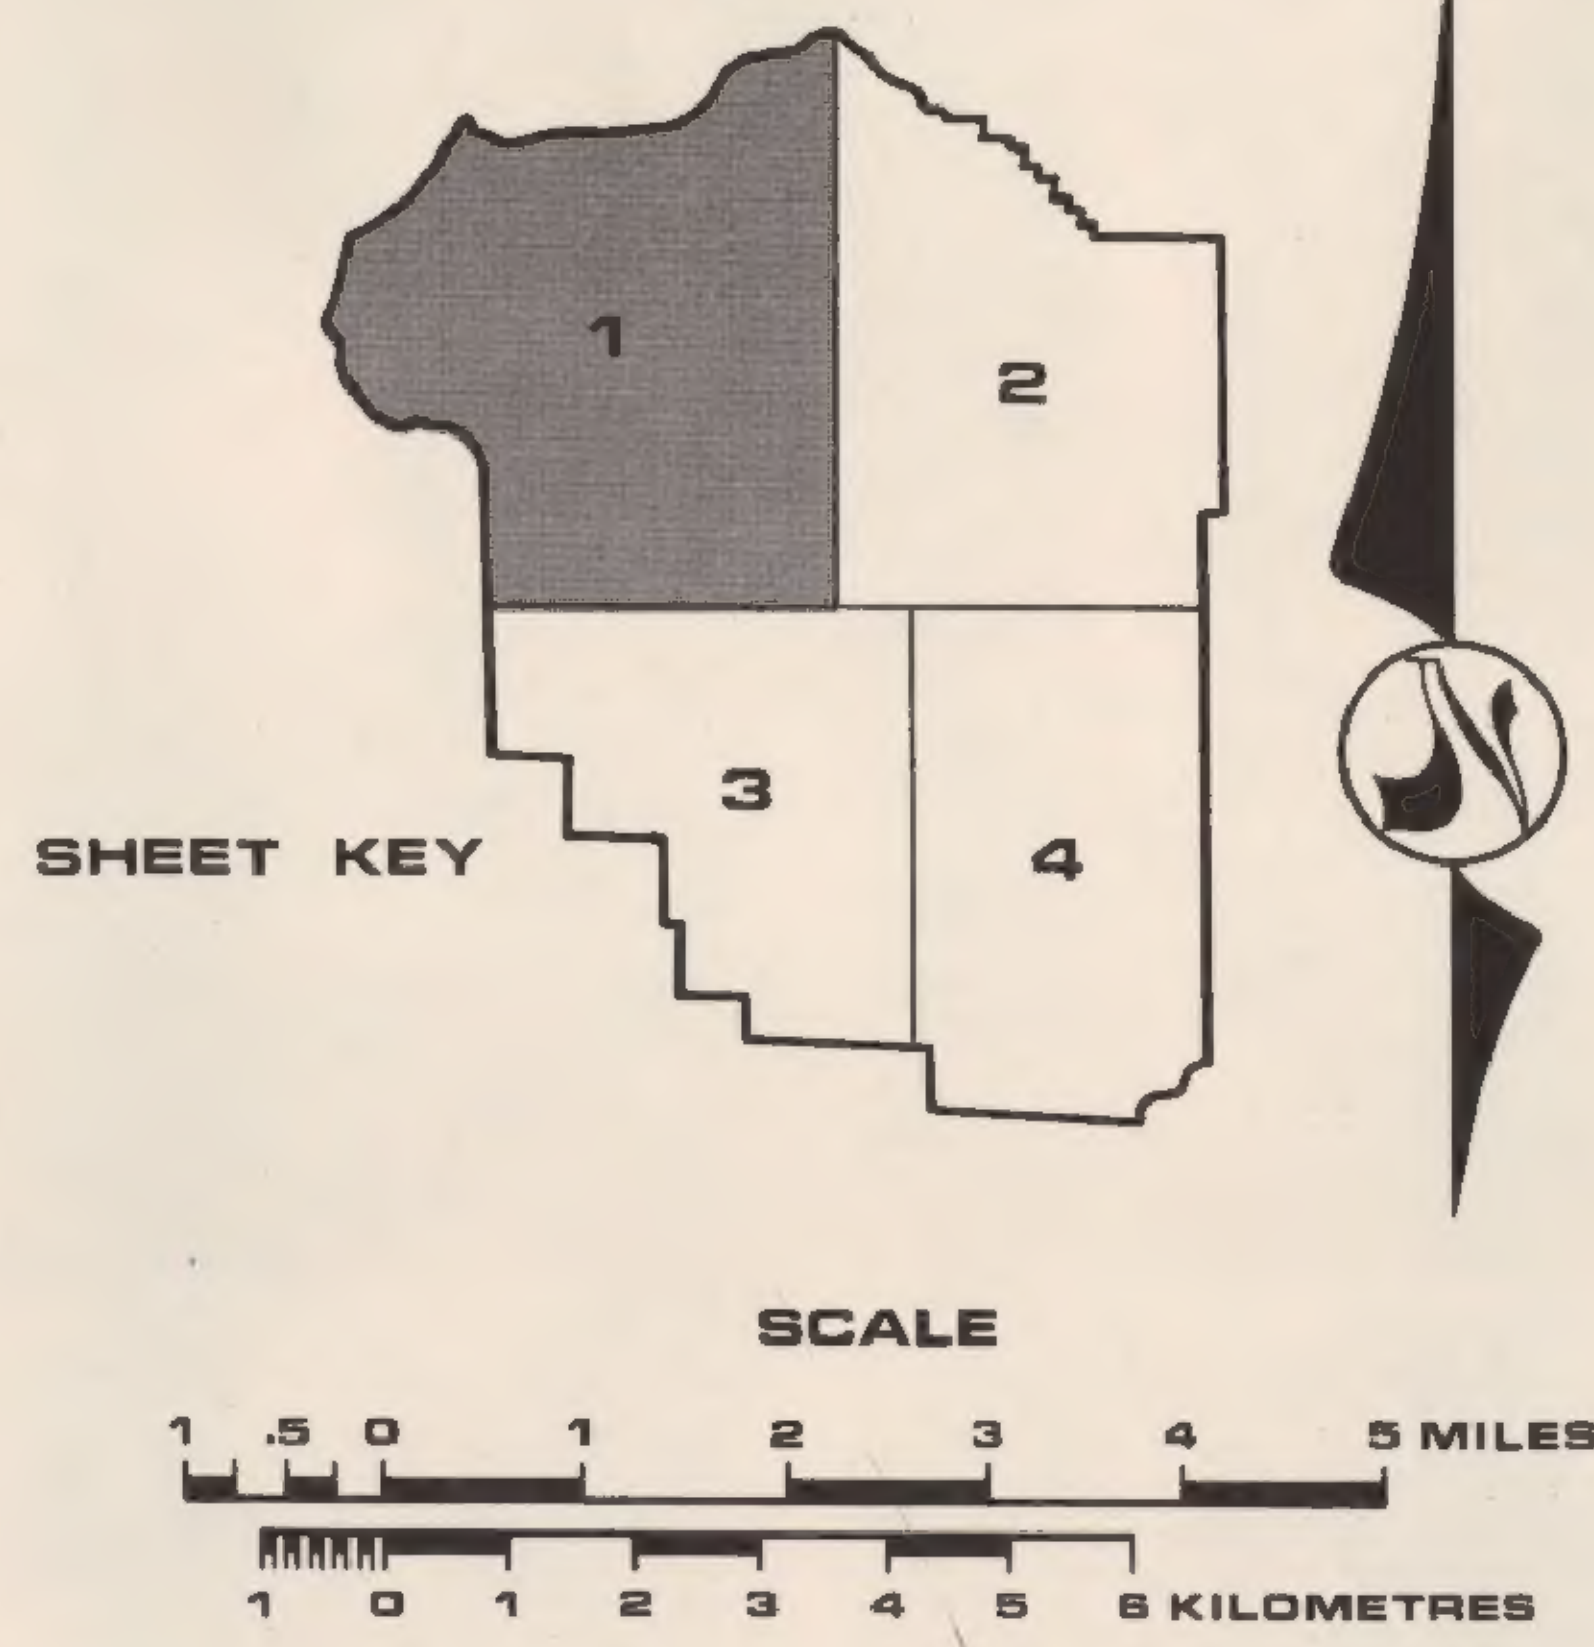 1
2
3
4
SHEET KEY
SCALE
1 .5 0 1 2 3 4 5 MILES
1 0 1 2 3 4 5 6 KILOMETRES